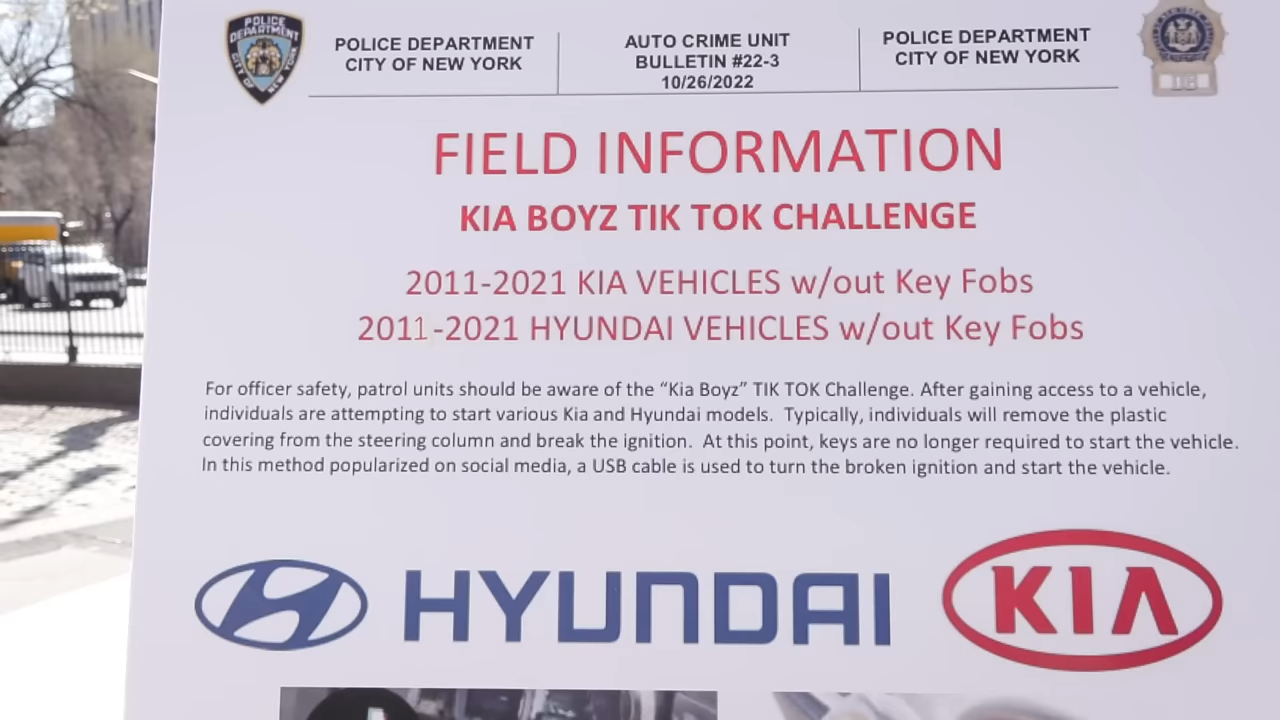 POLICE DEPARTMENT
CITY OF NEW YORK
POLICE DEPARTMENT
CITY OF NEW YORK
AUTO CRIME UNIT
BULLETIN #22-3
10/26/2022
POLICE DEPARTMENT
CITY OF NEW YORK
FIELD INFORMATION
KIA BOYZ TIK TOK CHALLENGE
2011-2021 KIA VEHICLES w/out Key Fobs
2011-2021 HYUNDAI VEHICLES w/out Key Fobs
For officer safety, patrol units should be aware of the “Kia Boyz” TIK TOK Challenge. After gaining access to a vehicle,
individuals are attempting to start various Kia and Hyundai models.  Typically, individuals will remove the plastic
covering from the steering column and break the ignition.  At this point, keys are no longer required to start the vehicle.
In this method popularized on social media, a USB cable is used to turn the broken ignition and start the vehicle.
HYUNDAI
KIA